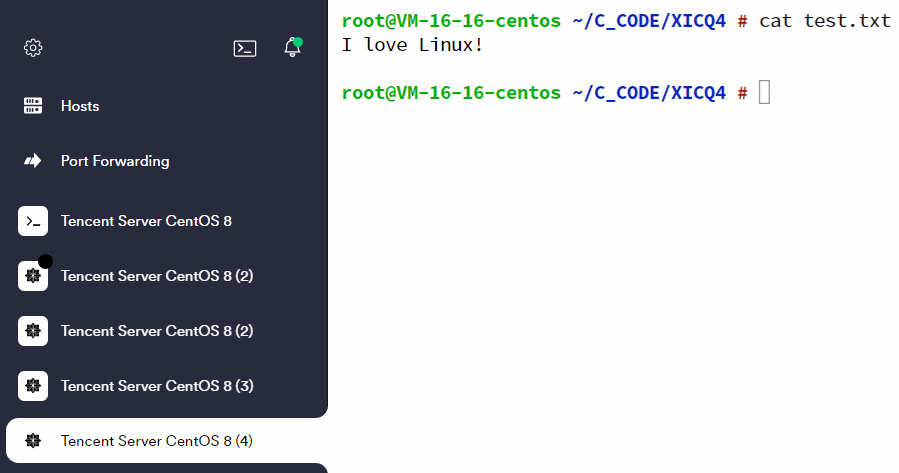 Hosts
Port Forwarding
Tencent Server CentOS 8
Tencent Server CentOS 8 (2)
Tencent Server CentOS 8 (2)
Tencent Server CentOS 8 (3)
Tencent Server CentOS 8 (4)
root@VM-16-16-centos ~/C_CODE/XICQ4 # cat test.txt
I love Linux!
root@VM-16-16-centos ~/C_CODE/XICQ4 #